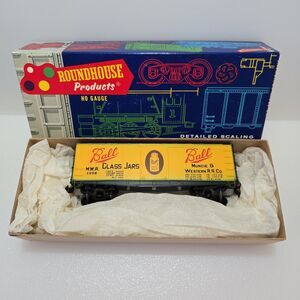 ROUNDHOUSE
Products
HO GAUGE
DETAILED SCALING
Ball
GLASS JARS
M.W.R.
Ball
MUNCIE &
WESTERN R.R. CO.